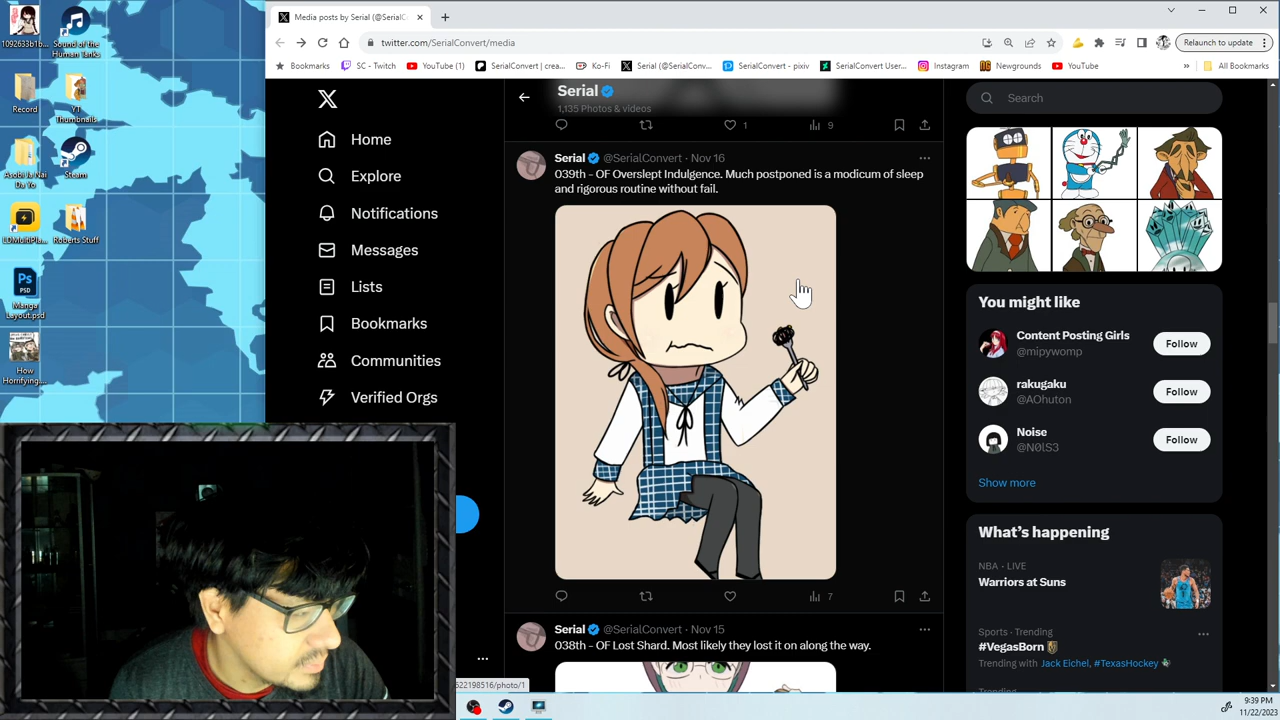 1092633b1b...
Sound of the Human Tanks
Record
YT Thumbnails
Asobi Ja Nai Da Yo
Steam
LDMultiPla...
Roberts Stuff
Manga Layout.psd
How Horrifying....
Media posts by Serial (@SerialC
twitter.com/SerialConvert/media
Relaunch to update
Bookmarks
SC - Twitch
YouTube (1)
SerialConvert | crea...
Ko-Fi
Serial (@SerialConv...
SerialConvert - pixiv
SerialConvert User...
Instagram
Newgrounds
YouTube
»
All Bookmarks
Home
Explore
Notifications
Messages
Lists
Bookmarks
Communities
Verified Orgs
Serial
1,135 Photos & videos
1
9
Serial @SerialConvert · Nov 16
039th - OF Overslept Indulgence. Much postponed is a modicum of sleep
and rigorous routine without fail.
7
Serial @SerialConvert · Nov 15
038th - OF Lost Shard. Most likely they lost it on along the way.
Search
You might like
Content Posting Girls
@mipywomp
Follow
rakugaku
@AOhuton
Follow
Noise
@N0lS3
Follow
Show more
What's happening
NBA · LIVE
Warriors at Suns
Sports · Trending
#VegasBorn
Trending with Jack Eichel, #TexasHockey
622198516/photo/1
9:39 PM
11/22/2023